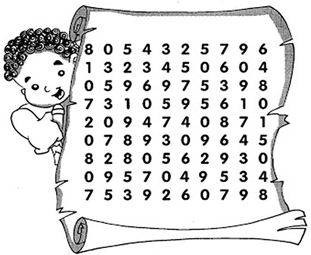 8 0 5 4 3 2 5 7 9 6
1 3 2 3 4 5 0 6 0 4
0 5 9 6 9 7 5 3 9 8
7 3 1 0 5 9 5 6 1 0
2 0 9 4 7 4 0 8 7 1
0 7 8 9 3 0 9 6 4 5
8 2 8 0 5 6 2 9 3 0
0 9 5 7 0 4 9 5 3 4
7 5 3 9 2 6 0 7 9 8